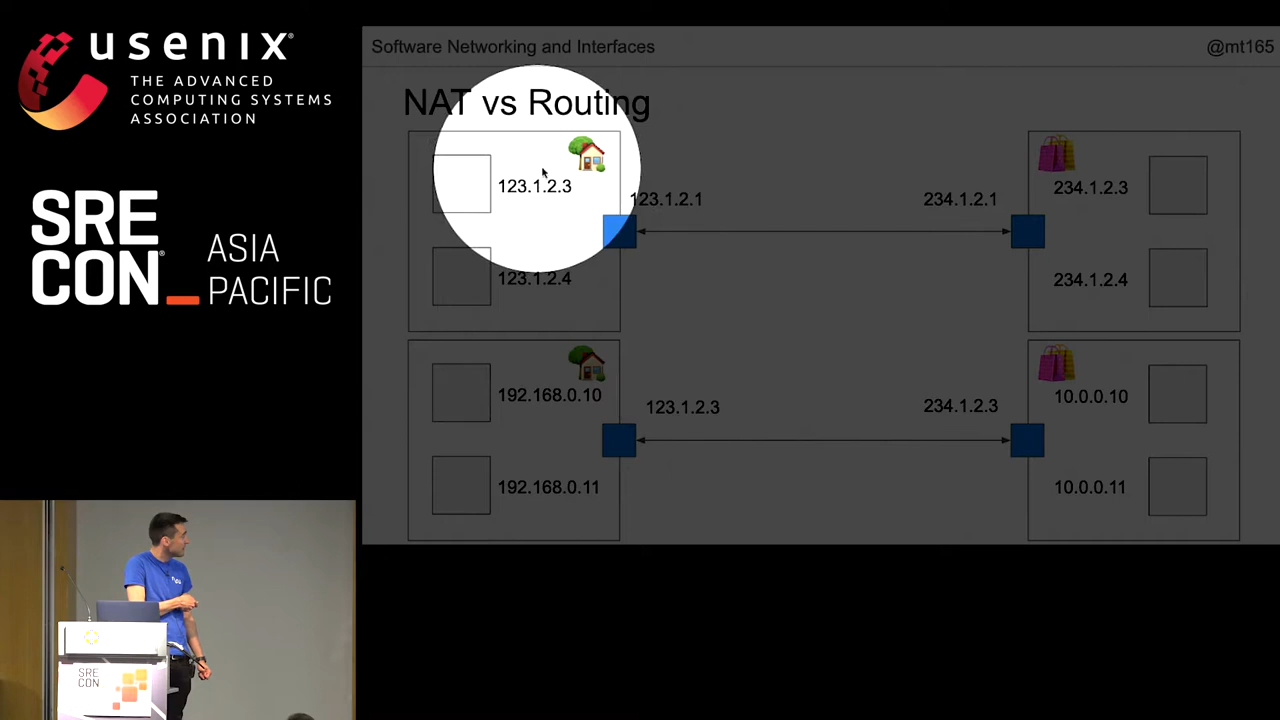 usenix
THE ADVANCED
COMPUTING SYSTEMS
ASSOCIATION
SRE
CON_
ASIA
PACIFIC
Software Networking and Interfaces
@mt165
NAT vs Routing
123.1.2.3
123.1.2.4
123.1.2.1
234.1.2.1
234.1.2.3
234.1.2.4
192.168.0.10
192.168.0.11
123.1.2.3
234.1.2.3
10.0.0.10
10.0.0.11
SRE
CON